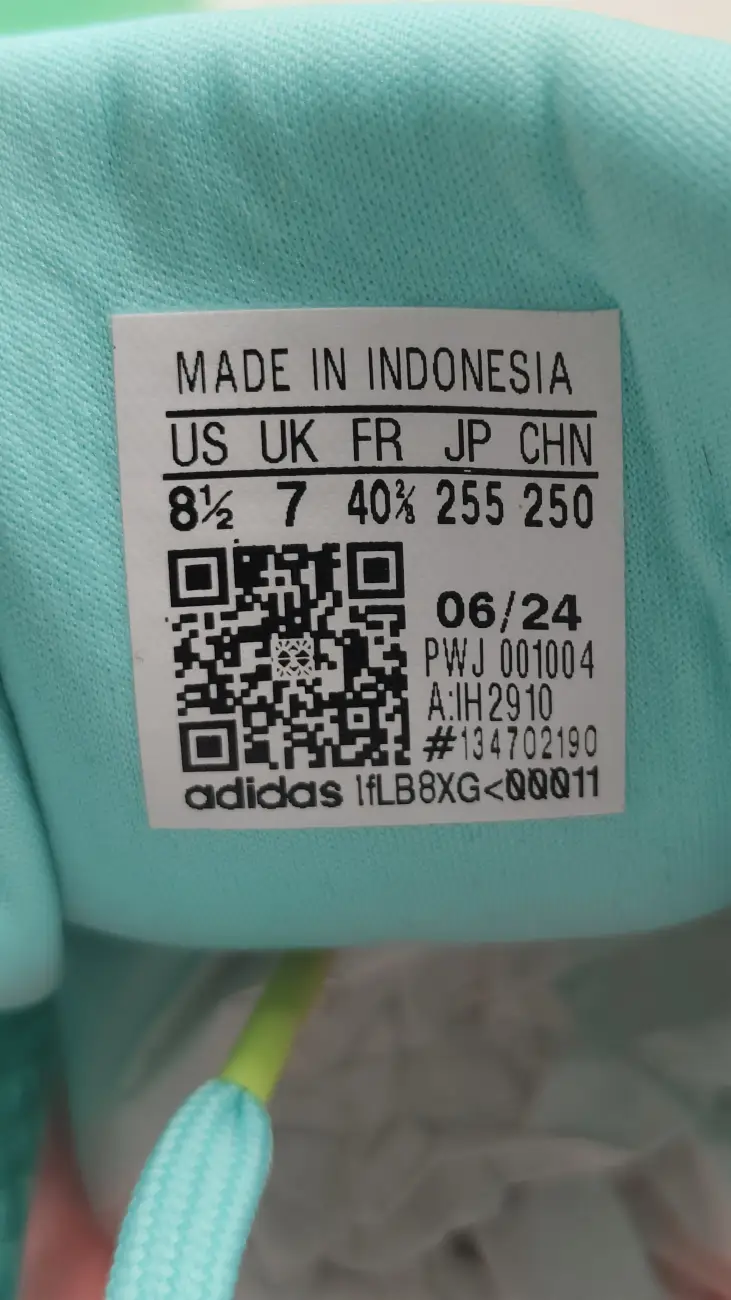 MADE IN INDONESIA
US UK FR JP CHN
8½ 7 40⅔ 255 250
06/24
PWJ 001004
A:IH2910
#134702190
adidas 1fLB8XG<00011